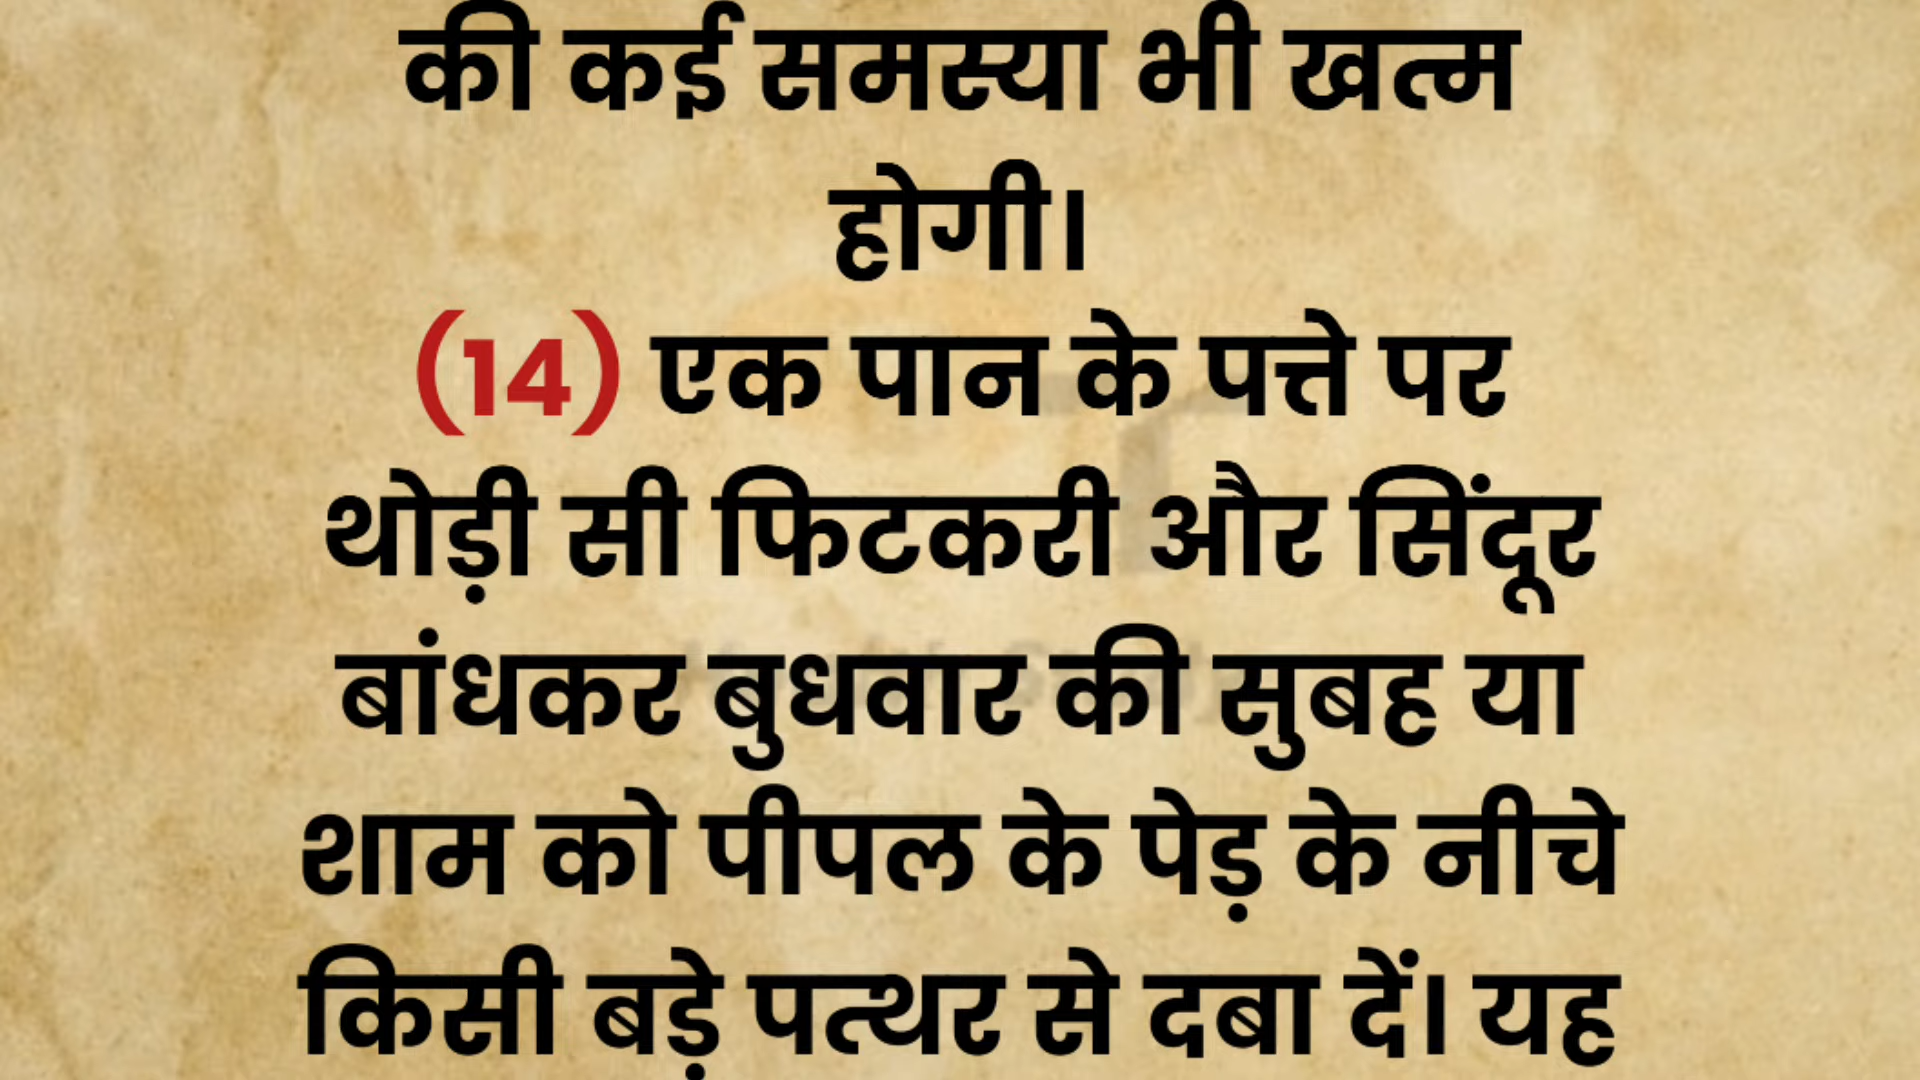 की कई समस्या भी खत्म
होगी।
(14) एक पान के पत्ते पर
थोड़ी सी फिटकरी और सिंदूर
बांधकर बुधवार की सुबह या
शाम को पीपल के पेड़ के नीचे
किसी बड़े पत्थर से दबा दें। यह